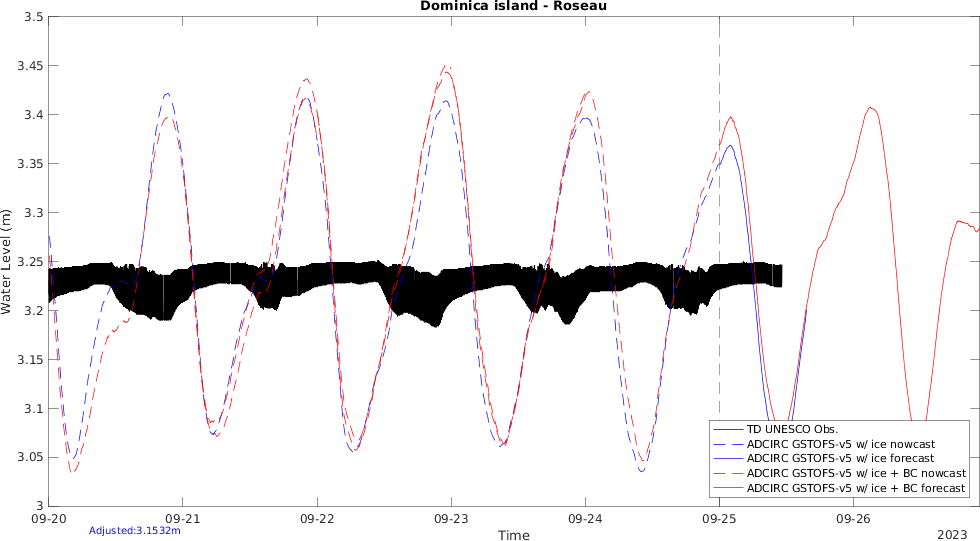 Dominica island - Roseau
3.5
3.45
3.4
3.35
3.3
3.25
3.2
3.15
3.1
3.05
3
Water Level (m)
TD UNESCO Obs.
ADCIRC GSTOFS-v5 w/ ice nowcast
ADCIRC GSTOFS-v5 w/ ice forecast
ADCIRC GSTOFS-v5 w/ ice + BC nowcast
ADCIRC GSTOFS-v5 w/ ice + BC forecast
09-20 09-21 09-22 09-23 09-24 09-25 09-26
Adjusted:3.1532m
Time
2023